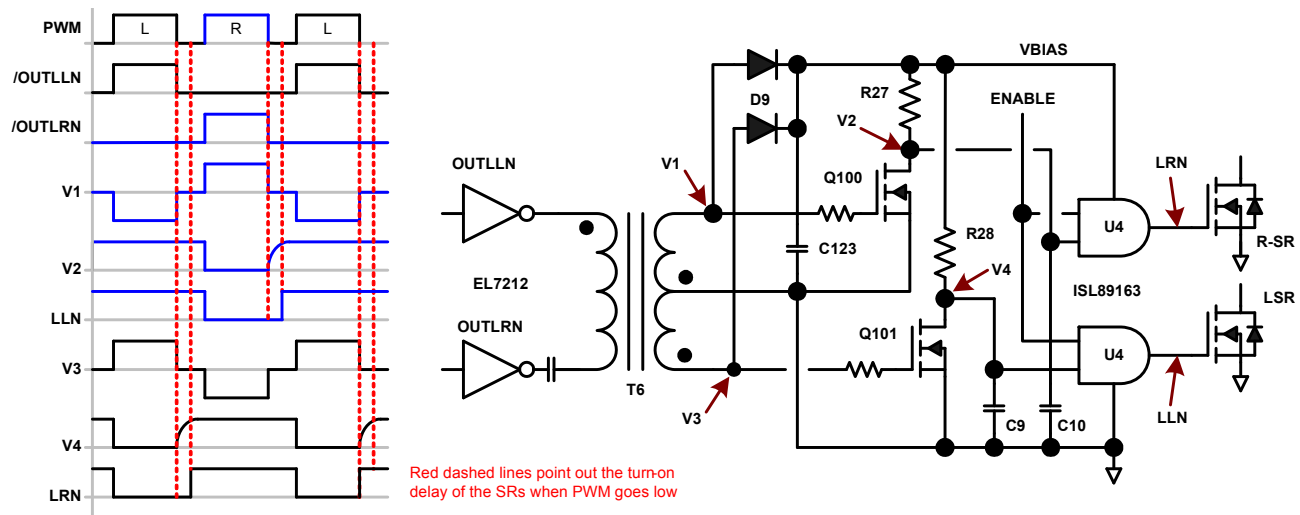 PWM
L
R
L
/OUTLLN
/OUTLRN
V1
V2
LLN
V3
V4
LRN
Red dashed lines point out the turn-on
delay of the SRs when PWM goes low
OUTLLN
EL7212
OUTLRN
T6
V1
V3
D9
C123
Q100
V2
R27
VBIAS
ENABLE
R28
V4
Q101
C9
C10
U4
ISL89163
U4
LRN
R-SR
LSR
LLN